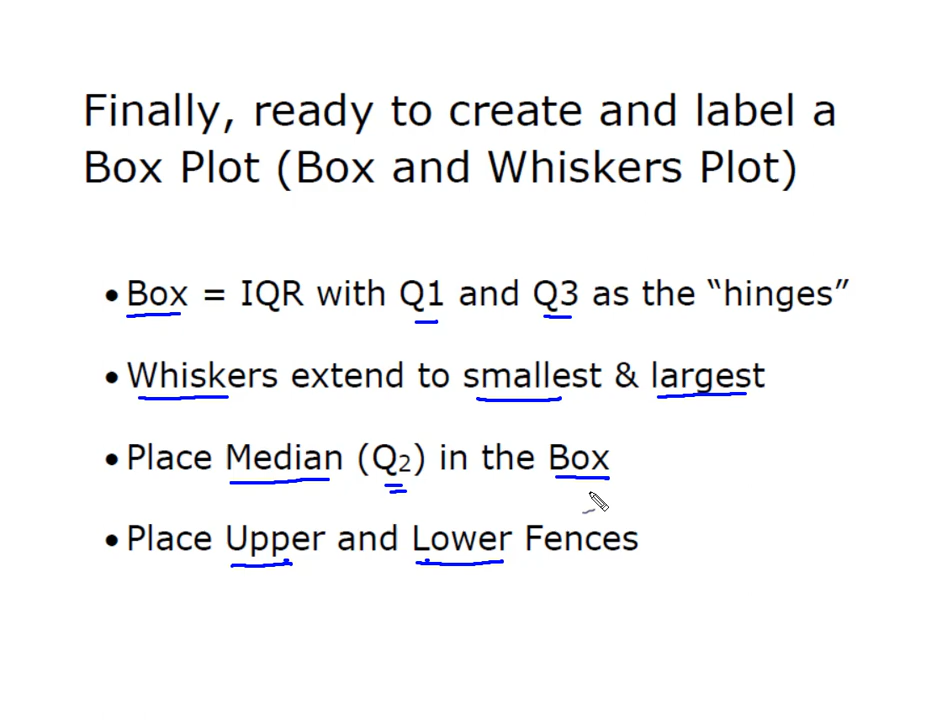 Finally, ready to create and label a
Box Plot (Box and Whiskers Plot)
• Box = IQR with Q1 and Q3 as the “hinges”
• Whiskers extend to smallest & largest
• Place Median (Q2) in the Box
• Place Upper and Lower Fences